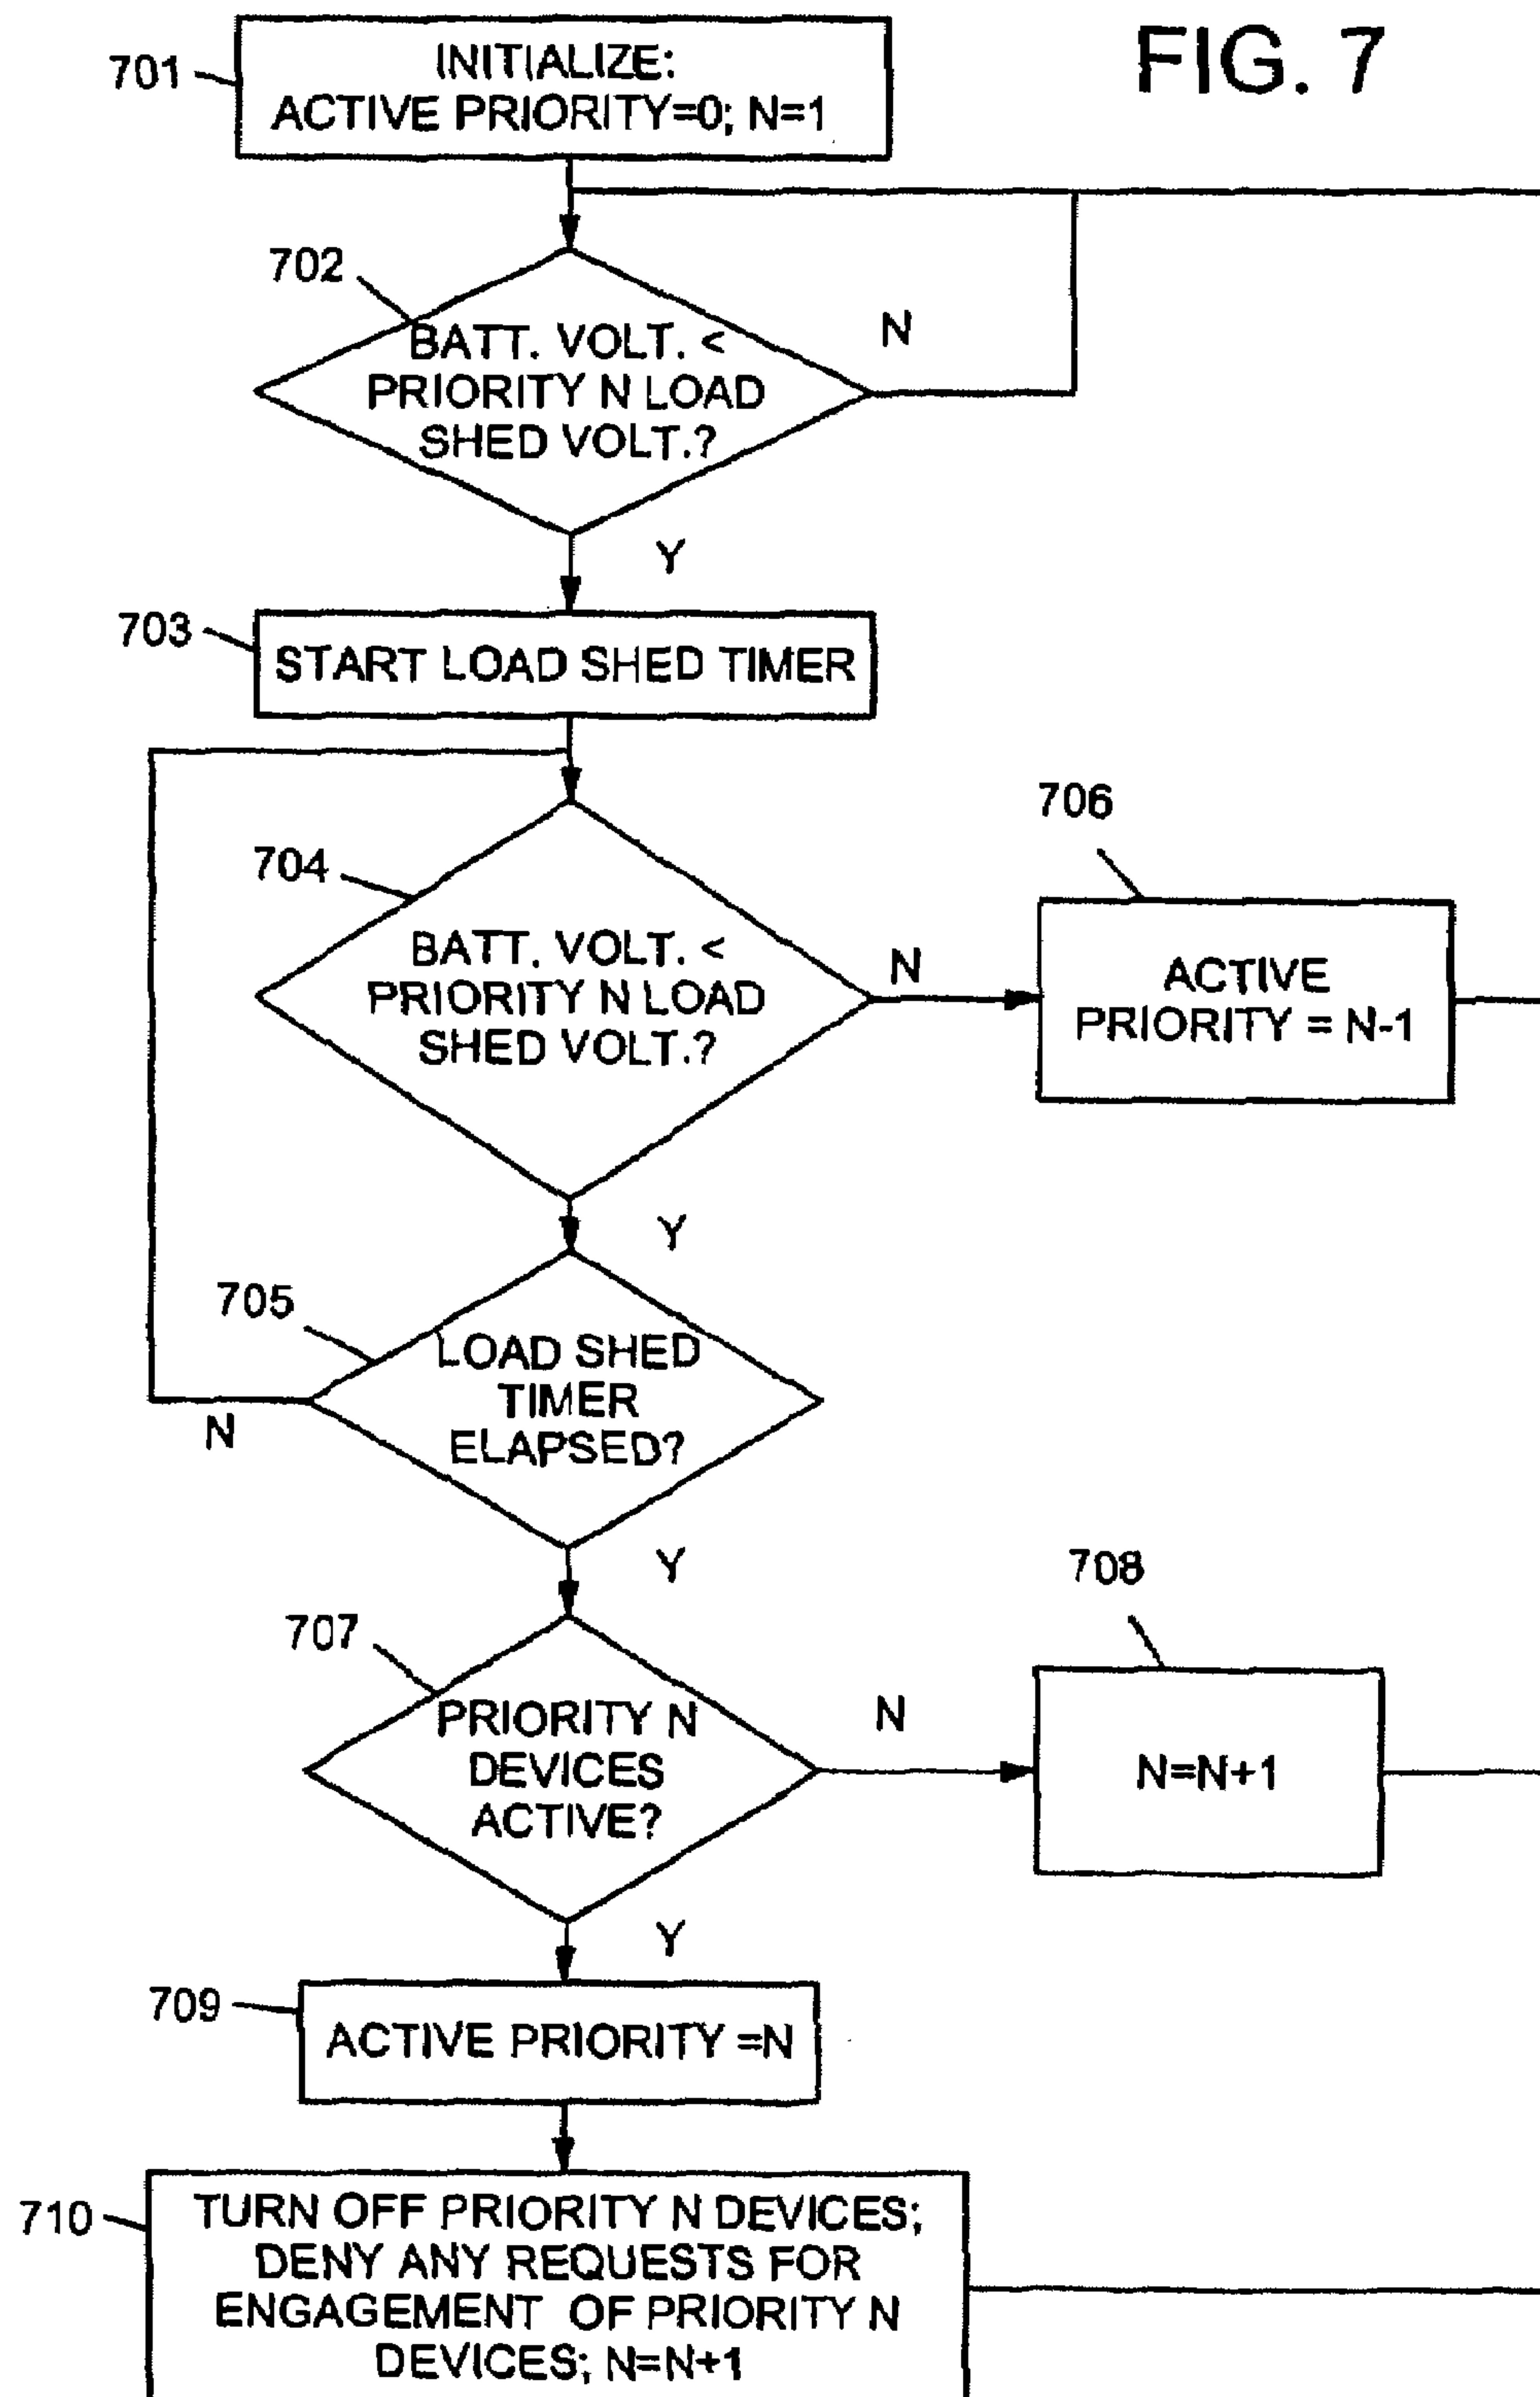 FIG. 7
701
INITIALIZE:
ACTIVE PRIORITY=0; N=1
702
BATT. VOLT. <
PRIORITY N LOAD
SHED VOLT.?
N
Y
703
START LOAD SHED TIMER
704
BATT. VOLT. <
PRIORITY N LOAD
SHED VOLT.?
N
706
ACTIVE
PRIORITY = N-1
Y
705
LOAD SHED
TIMER
ELAPSED?
N
Y
707
PRIORITY N
DEVICES
ACTIVE?
N
708
N=N+1
Y
709
ACTIVE PRIORITY =N
710
TURN OFF PRIORITY N DEVICES;
DENY ANY REQUESTS FOR
ENGAGEMENT OF PRIORITY N
DEVICES; N=N+1